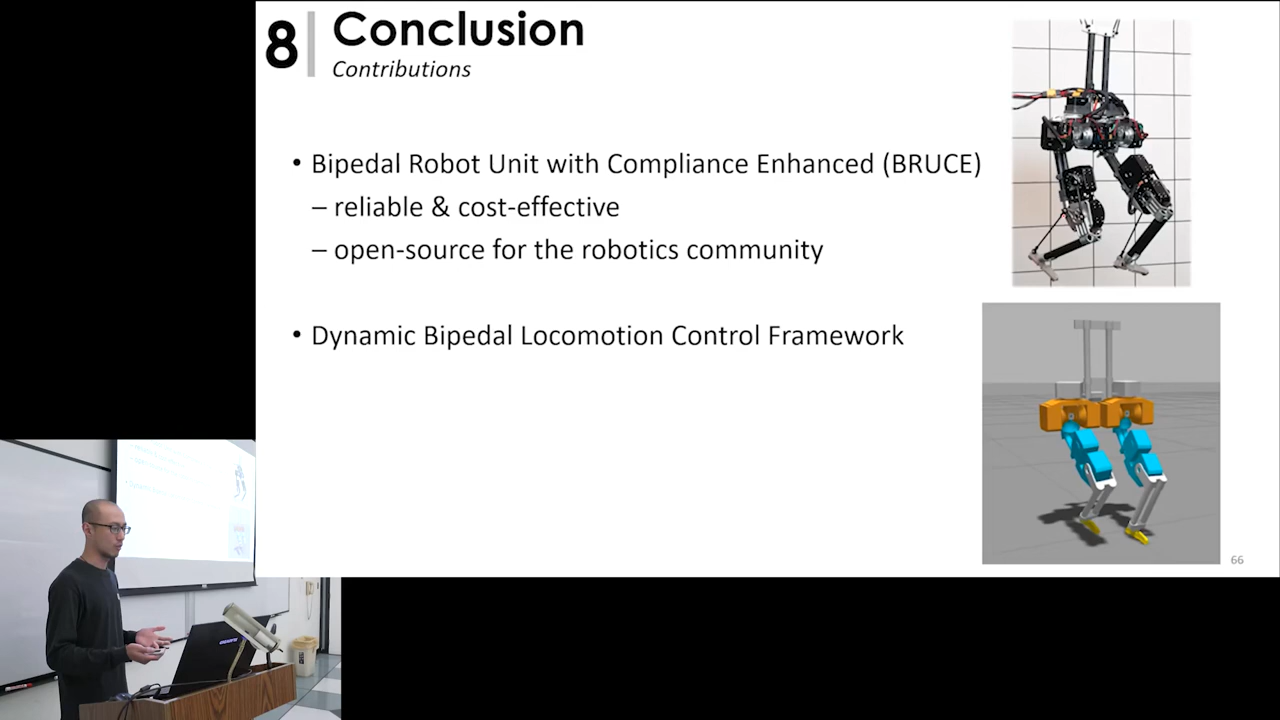 8
Conclusion
Contributions
• Bipedal Robot Unit with Compliance Enhanced (BRUCE)
– reliable & cost-effective
– open-source for the robotics community
• Dynamic Bipedal Locomotion Control Framework
66